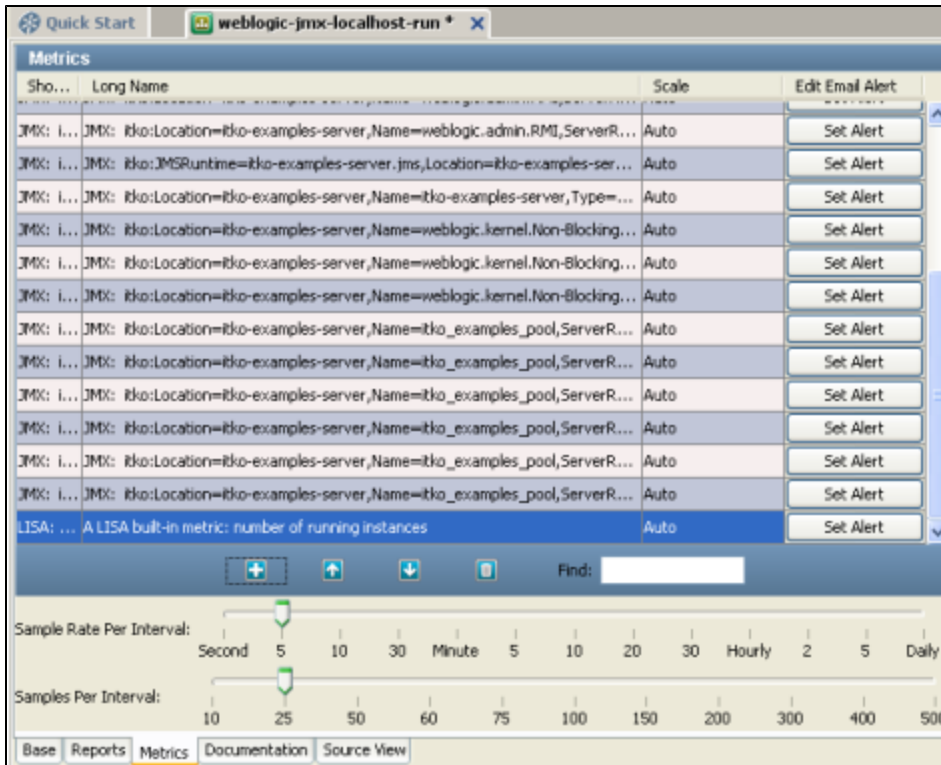 Quick Start weblogic-jmx-localhost-run *
Metrics
Sho... Long Name Scale Edit Email Alert
JMX: i... JMX: itko:Location=itko-examples-server,Name=weblogic.admin.RMI,ServerR... Auto Set Alert
JMX: i... JMX: itko:JMSRuntime=itko-examples-server.jms,Location=itko-examples-ser... Auto Set Alert
JMX: i... JMX: itko:Location=itko-examples-server,Name=itko-examples-server,Type=... Auto Set Alert
JMX: i... JMX: itko:Location=itko-examples-server,Name=weblogic.kernel.Non-Blocking... Auto Set Alert
JMX: i... JMX: itko:Location=itko-examples-server,Name=weblogic.kernel.Non-Blocking... Auto Set Alert
JMX: i... JMX: itko:Location=itko-examples-server,Name=weblogic.kernel.Non-Blocking... Auto Set Alert
JMX: i... JMX: itko:Location=itko-examples-server,Name=itko_examples_pool,ServerR... Auto Set Alert
JMX: i... JMX: itko:Location=itko-examples-server,Name=itko_examples_pool,ServerR... Auto Set Alert
JMX: i... JMX: itko:Location=itko-examples-server,Name=itko_examples_pool,ServerR... Auto Set Alert
JMX: i... JMX: itko:Location=itko-examples-server,Name=itko_examples_pool,ServerR... Auto Set Alert
JMX: i... JMX: itko:Location=itko-examples-server,Name=itko_examples_pool,ServerR... Auto Set Alert
JMX: i... JMX: itko:Location=itko-examples-server,Name=itko_examples_pool,ServerR... Auto Set Alert
LISA: ... A LISA built-in metric: number of running instances Auto Set Alert
Find:
Sample Rate Per Interval:
Second 5 10 30 Minute 5 10 20 30 Hourly 2 5 Daily
Samples Per Interval:
10 25 50 60 75 100 150 200 300 400 500
Base Reports Metrics Documentation Source View